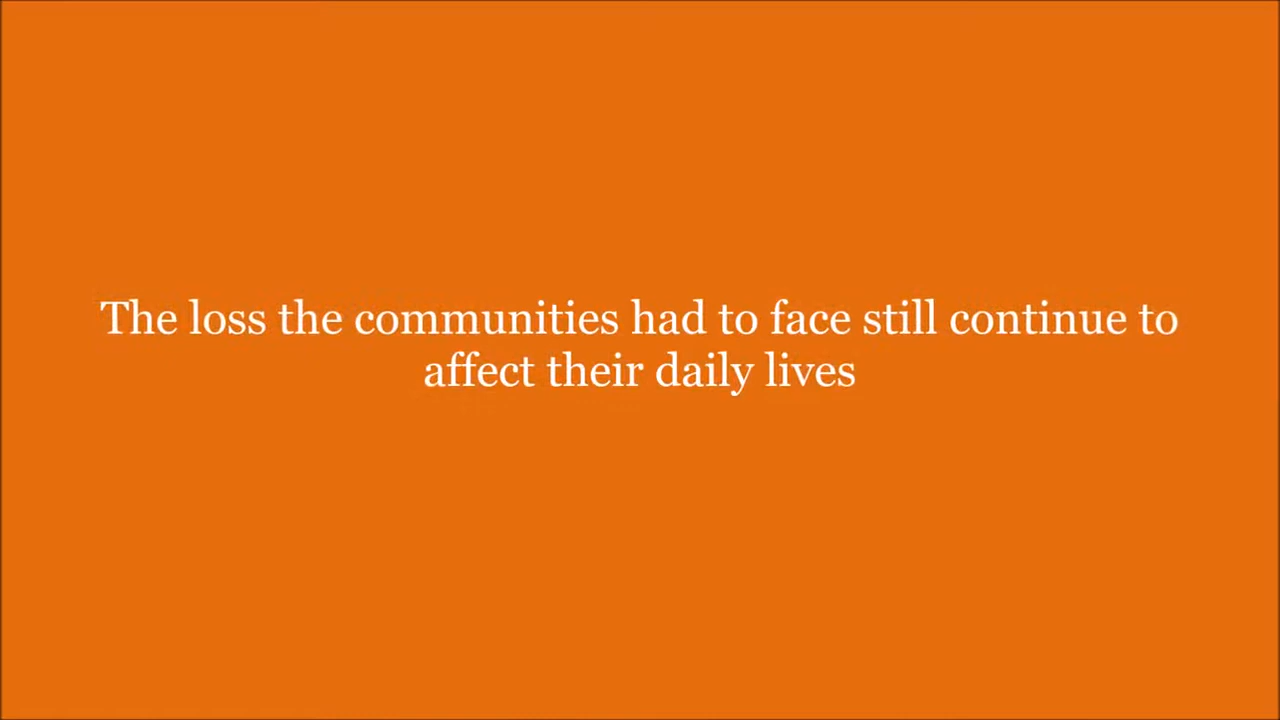 The loss the communities had to face still continue to
affect their daily lives